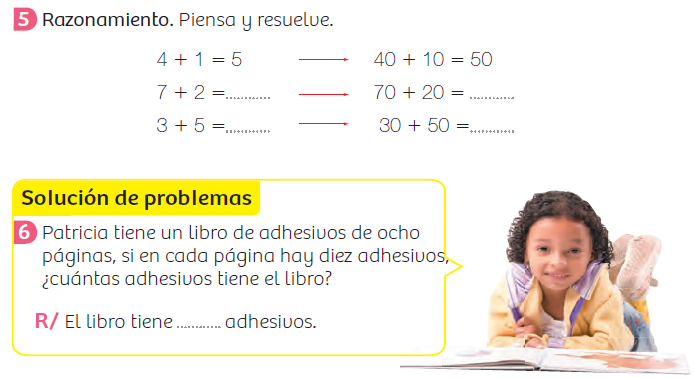 5 Razonamiento. Piensa y resuelve.
4 + 1 = 5 → 40 + 10 = 50
7 + 2 =............ → 70 + 20 = ............
3 + 5 =............ → 30 + 50 =............
Solución de problemas
6 Patricia tiene un libro de adhesivos de ocho
páginas, si en cada página hay diez adhesivos,
¿cuántas adhesivos tiene el libro?
R/ El libro tiene ............ adhesivos.